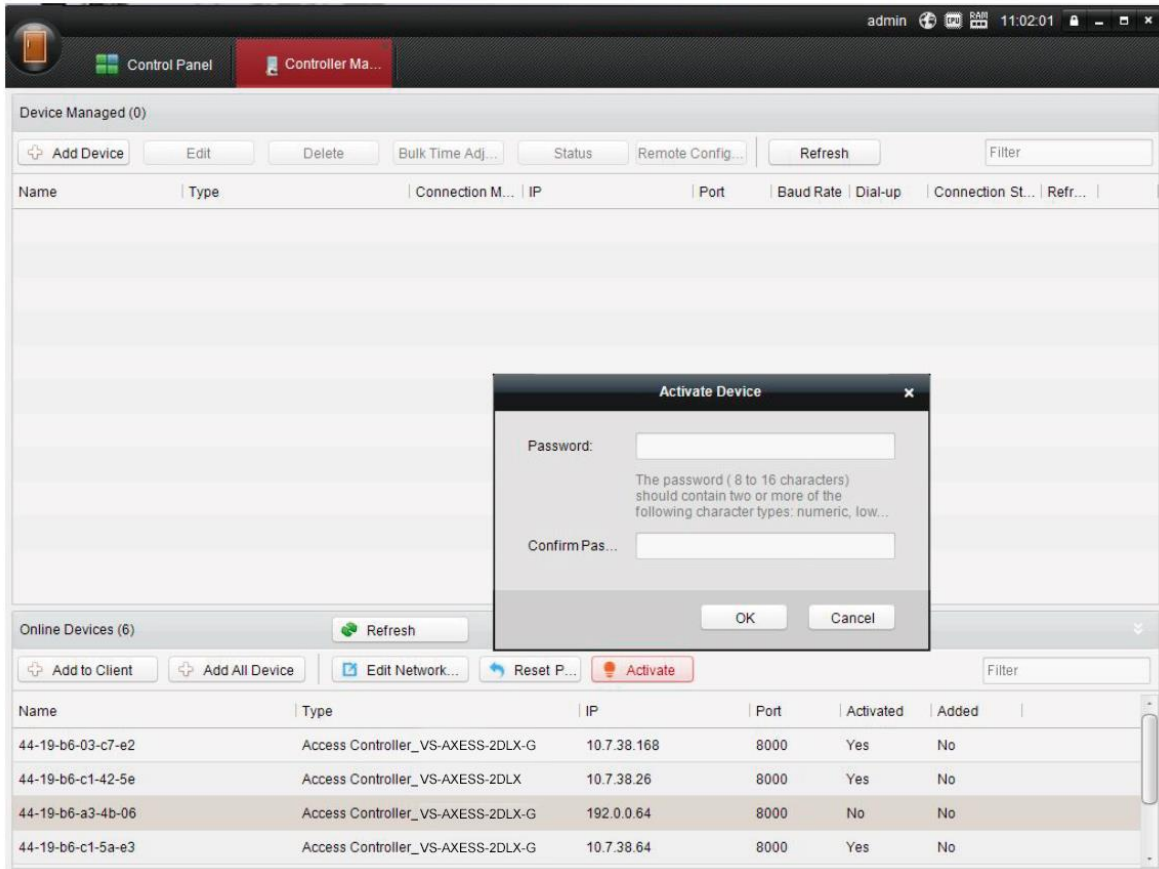 admin CPU RAM 11:02:01
Control Panel Controller Ma...
Device Managed (0)
Add Device Edit Delete Bulk Time Adj... Status Remote Config... Refresh Filter
Name Type Connection M... IP Port Baud Rate Dial-up Connection St... Refr...
Activate Device
Password:
The password ( 8 to 16 characters)
should contain two or more of the
following character types: numeric, low...
Confirm Pas...
OK Cancel
Online Devices (6) Refresh
Add to Client Add All Device Edit Network... Reset P... Activate Filter
Name Type IP Port Activated Added
44-19-b6-03-c7-e2 Access Controller_VS-AXESS-2DLX-G 10.7.38.168 8000 Yes No
44-19-b6-c1-42-5e Access Controller_VS-AXESS-2DLX 10.7.38.26 8000 Yes No
44-19-b6-a3-4b-06 Access Controller_VS-AXESS-2DLX-G 192.0.0.64 8000 No No
44-19-b6-c1-5a-e3 Access Controller_VS-AXESS-2DLX-G 10.7.38.64 8000 Yes No